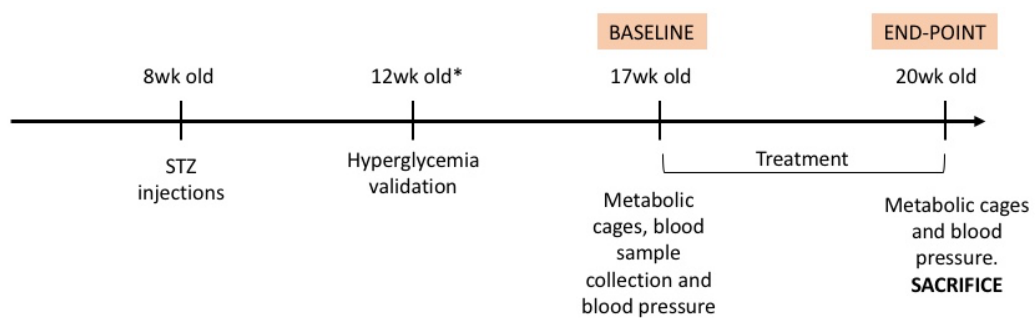 BASELINE
END-POINT
8wk old
12wk old*
17wk old
20wk old
STZ
injections
Hyperglycemia
validation
Treatment
Metabolic
cages, blood
sample
collection and
blood pressure
Metabolic cages
and blood
pressure.
SACRIFICE